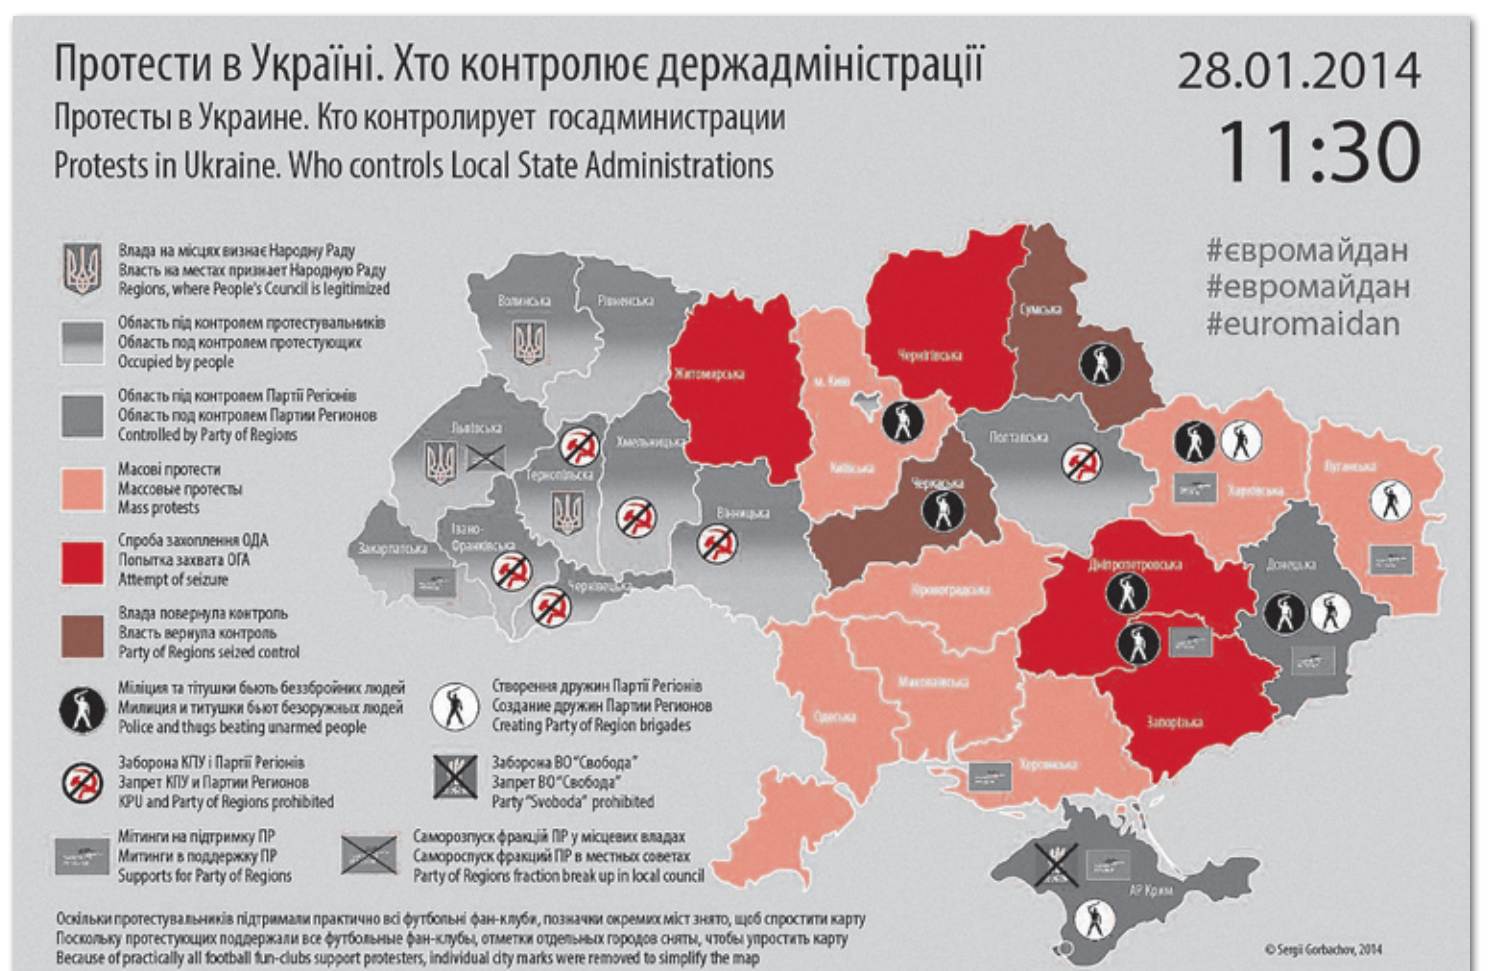 Протести в Україні. Хто контролює держадміністрації
Протесты в Украине. Кто контролирует госадминистрации
Protests in Ukraine. Who controls Local State Administrations
28.01.2014
11:30
#євромайдан
#евромайдан
#euromaidan
Влада на місцях визнає Народну Раду
Власть на местах признает Народную Раду
Regions, where People's Council is legitimized
Область під контролем протестувальників
Область под контролем протестующих
Occupied by people
Область під контролем Партії Регіонів
Область под контролем Партии Регионов
Controlled by Party of Regions
Масові протести
Массовые протесты
Mass protests
Спроба захоплення ОДА
Попытка захвата ОГА
Attempt of seizure
Влада повернула контроль
Власть вернула контроль
Party of Regions seized control
Міліція та тітушки бьють беззбройних людей
Милиция и титушки бьют безоружных людей
Police and thugs beating unarmed people
Заборона КПУ і Партії Регіонів
Запрет КПУ и Партии Регионов
KPU and Party of Regions prohibited
Мітинги на підтримку ПР
Митинги в поддержку ПР
Supports for Party of Regions
Створення дружин Партії Регіонів
Создание дружин Партии Регионов
Creating Party of Region brigades
Заборона ВО "Свобода"
Запрет ВО "Свобода"
Party "Svoboda" prohibited
Саморозпуск фракцій ПР у місцевих владах
Самороспуск фракций ПР в местных советах
Party of Regions fraction break up in local council
Волинська
Рівненська
Житомирська
м. Київ
Чернігівська
Сумська
Львівська
Тернопільска
Хмельницька
Київська
Черкаська
Полтавська
Харківська
Луганська
Закарпатська
Івано-
Франківська
Чернівецька
Вінницька
Кіровоградська
Дніпропетровська
Донецька
Одеська
Миколаївська
Херсонська
Запорізька
АР Крим
Оскільки протестувальників підтримали практично всі футбольні фан-клуби, позначки окремих міст знято, щоб спростити карту
Поскольку протестующих поддержали все футбольные фан-клубы, отметки отдельных городов сняты, чтобы упростить карту
Because of practically all football fun-clubs support protesters, individual city marks were removed to simplify the map
© Sergii Gorbachov, 2014